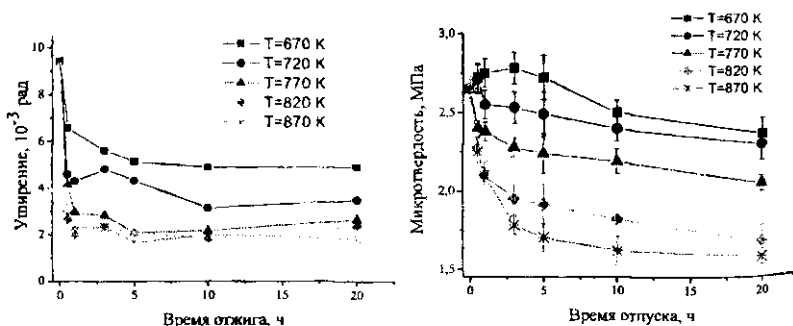 T=670 K
T=720 K
T=770 K
T=820 K
T=870 K
Уширение, 10⁻³ рад
10
8
6
4
2
0
0 5 10 15 20
Время отжига, ч
T=670 K
T=720 K
T=770 K
T=820 K
T=870 K
Микротвердость, МПа
3,0
2,5
2,0
1,5
0 5 10 15 20
Время отпуска, ч